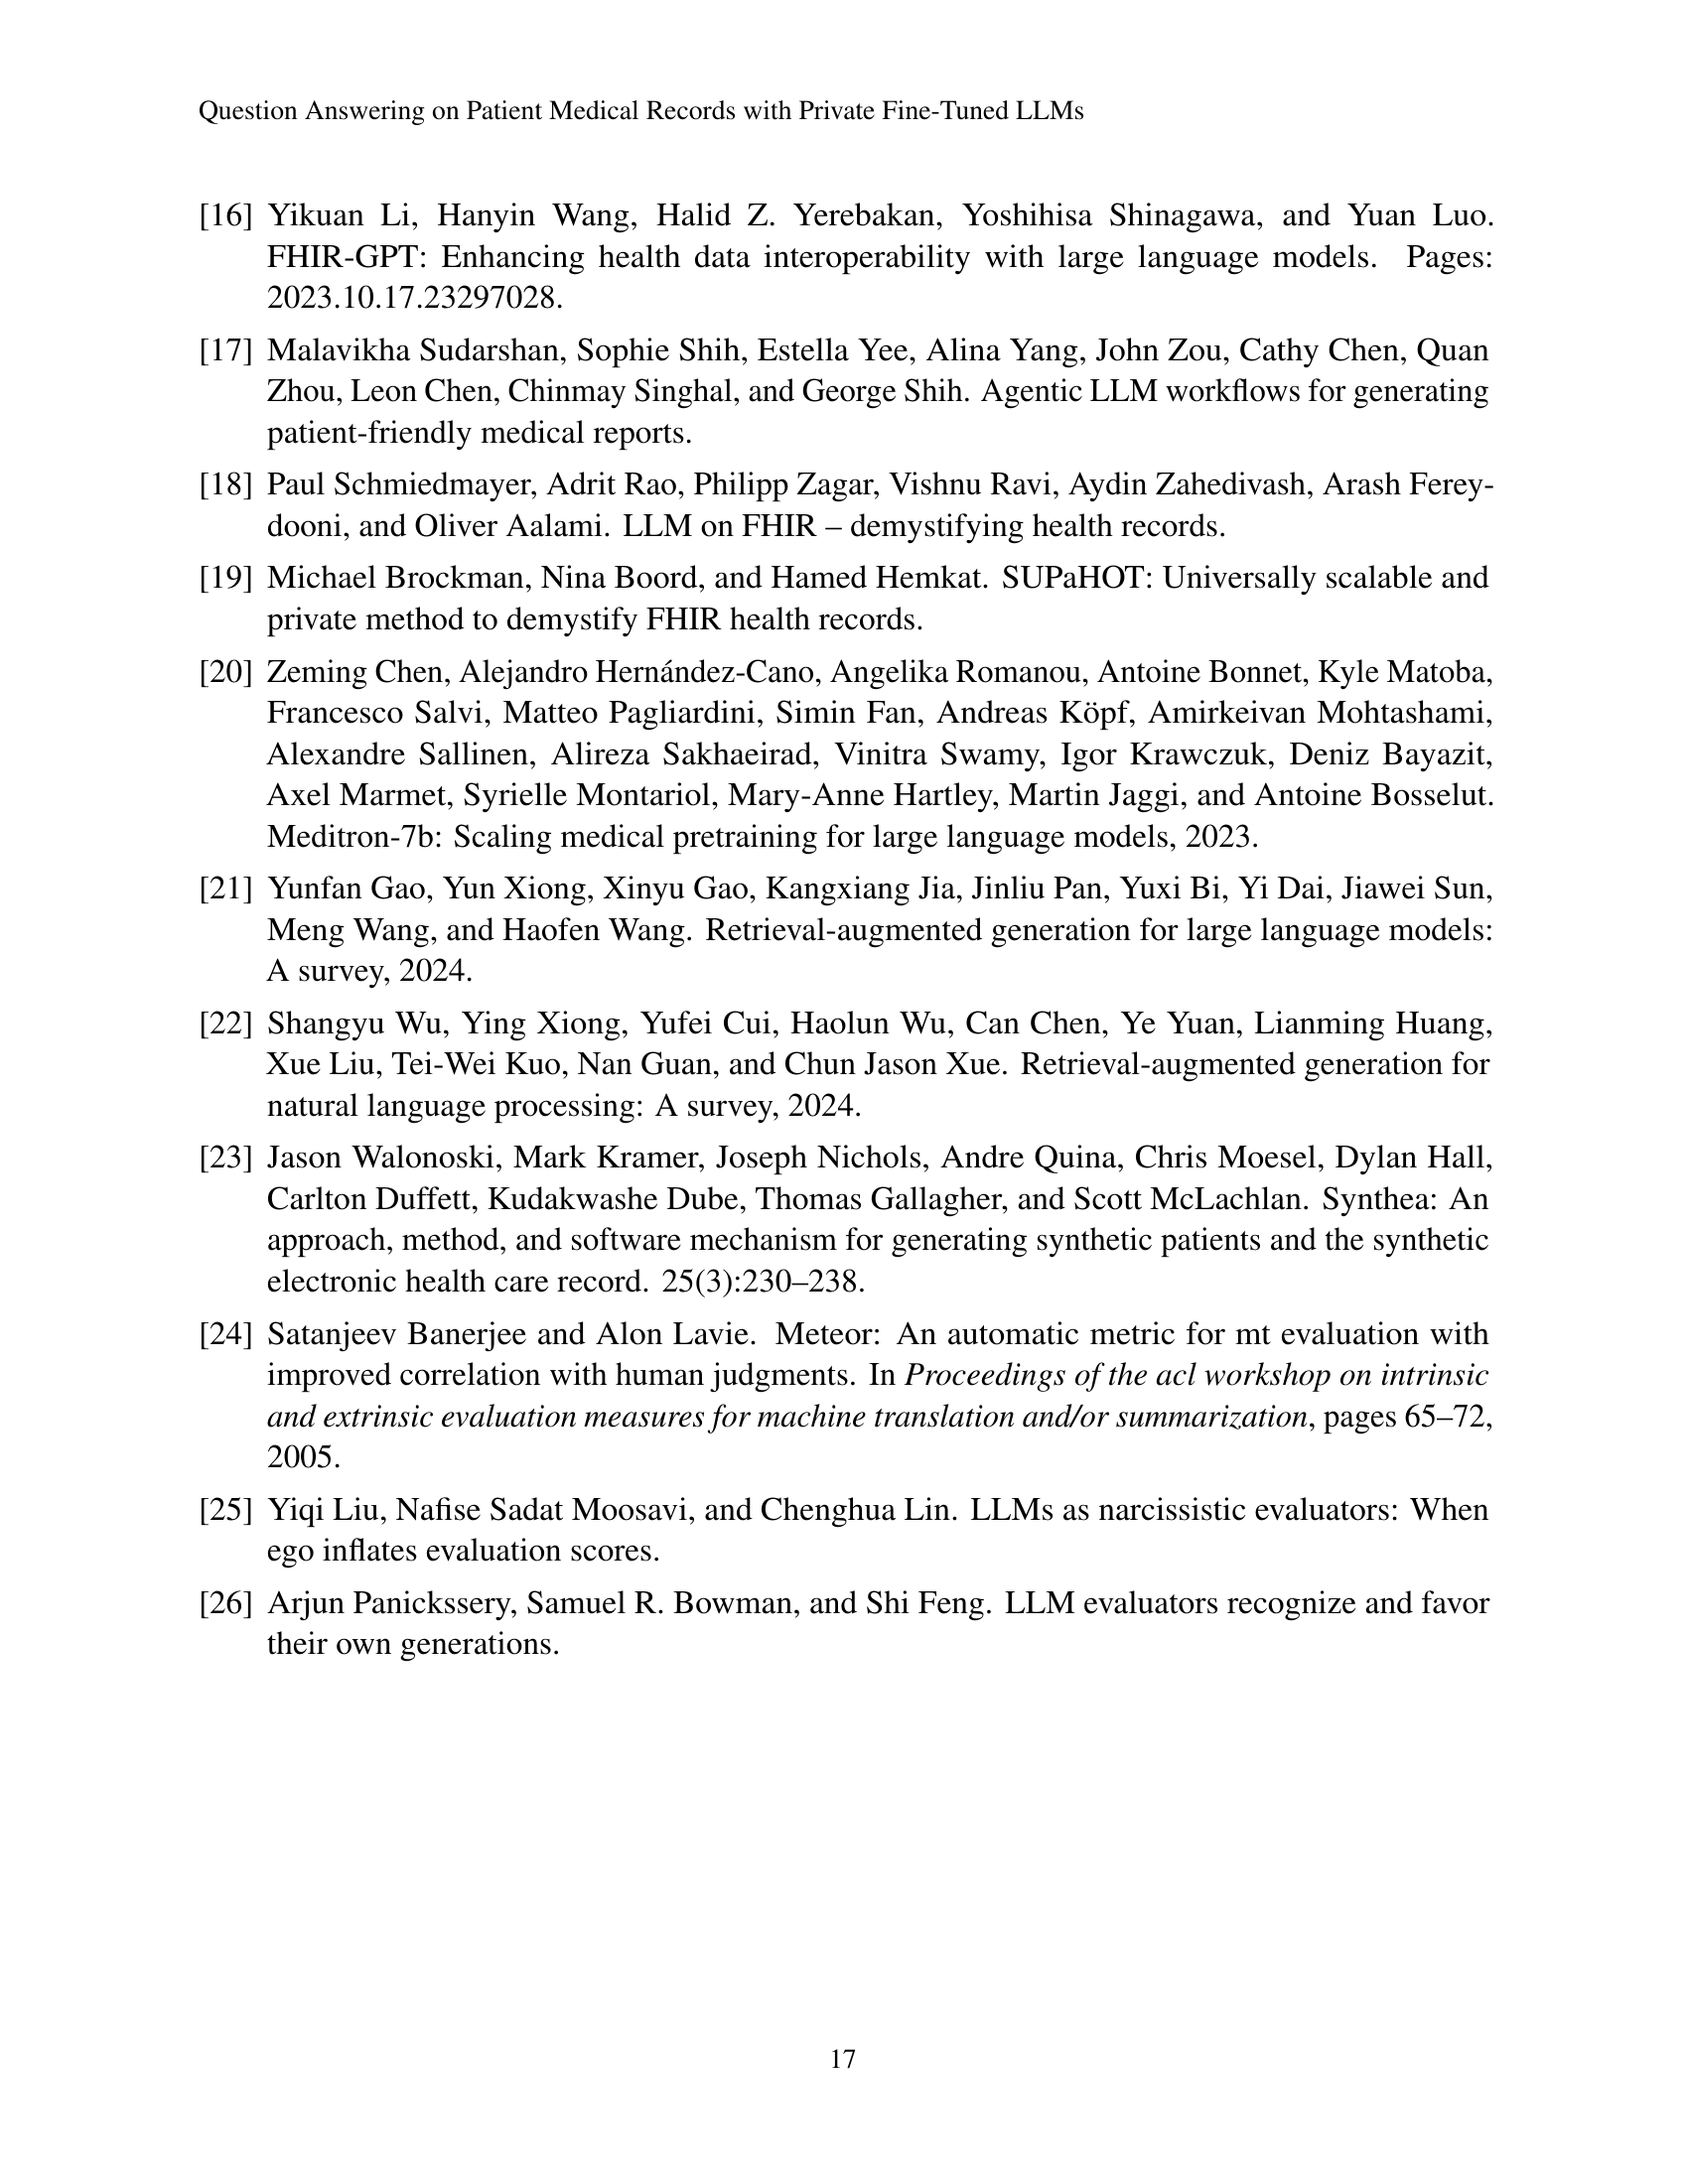 Question Answering on Patient Medical Records with Private Fine-Tuned LLMs
[16] Yikuan Li, Hanyin Wang, Halid Z. Yerebakan, Yoshihisa Shinagawa, and Yuan Luo.
FHIR-GPT: Enhancing health data interoperability with large language models. Pages:
2023.10.17.23297028.
[17] Malavikha Sudarshan, Sophie Shih, Estella Yee, Alina Yang, John Zou, Cathy Chen, Quan
Zhou, Leon Chen, Chinmay Singhal, and George Shih. Agentic LLM workflows for generating
patient-friendly medical reports.
[18] Paul Schmiedmayer, Adrit Rao, Philipp Zagar, Vishnu Ravi, Aydin Zahedivash, Arash Ferey-
dooni, and Oliver Aalami. LLM on FHIR – demystifying health records.
[19] Michael Brockman, Nina Boord, and Hamed Hemkat. SUPaHOT: Universally scalable and
private method to demystify FHIR health records.
[20] Zeming Chen, Alejandro Hernández-Cano, Angelika Romanou, Antoine Bonnet, Kyle Matoba,
Francesco Salvi, Matteo Pagliardini, Simin Fan, Andreas Köpf, Amirkeivan Mohtashami,
Alexandre Sallinen, Alireza Sakhaeirad, Vinitra Swamy, Igor Krawczuk, Deniz Bayazit,
Axel Marmet, Syrielle Montariol, Mary-Anne Hartley, Martin Jaggi, and Antoine Bosselut.
Meditron-7b: Scaling medical pretraining for large language models, 2023.
[21] Yunfan Gao, Yun Xiong, Xinyu Gao, Kangxiang Jia, Jinliu Pan, Yuxi Bi, Yi Dai, Jiawei Sun,
Meng Wang, and Haofen Wang. Retrieval-augmented generation for large language models:
A survey, 2024.
[22] Shangyu Wu, Ying Xiong, Yufei Cui, Haolun Wu, Can Chen, Ye Yuan, Lianming Huang,
Xue Liu, Tei-Wei Kuo, Nan Guan, and Chun Jason Xue. Retrieval-augmented generation for
natural language processing: A survey, 2024.
[23] Jason Walonoski, Mark Kramer, Joseph Nichols, Andre Quina, Chris Moesel, Dylan Hall,
Carlton Duffett, Kudakwashe Dube, Thomas Gallagher, and Scott McLachlan. Synthea: An
approach, method, and software mechanism for generating synthetic patients and the synthetic
electronic health care record. 25(3):230–238.
[24] Satanjeev Banerjee and Alon Lavie. Meteor: An automatic metric for mt evaluation with
improved correlation with human judgments. In Proceedings of the acl workshop on intrinsic
and extrinsic evaluation measures for machine translation and/or summarization, pages 65–72,
2005.
[25] Yiqi Liu, Nafise Sadat Moosavi, and Chenghua Lin. LLMs as narcissistic evaluators: When
ego inflates evaluation scores.
[26] Arjun Panickssery, Samuel R. Bowman, and Shi Feng. LLM evaluators recognize and favor
their own generations.
17